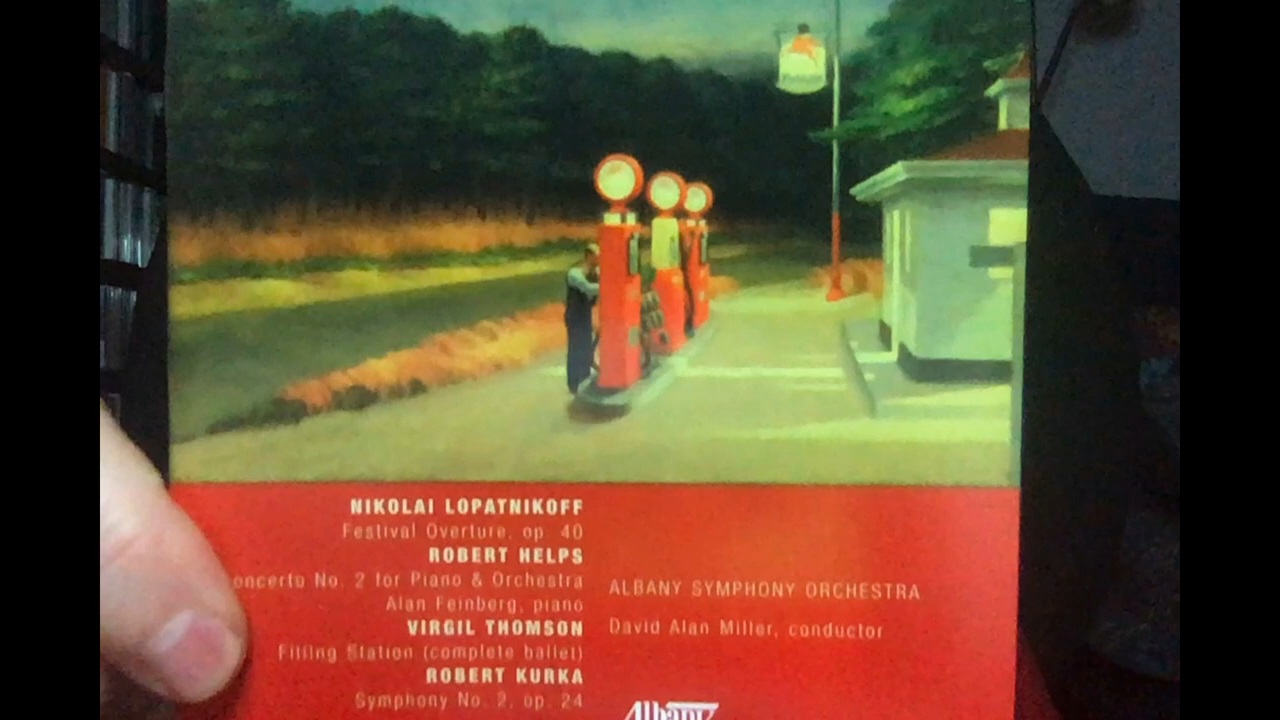 NIKOLAI LOPATNIKOFF
Festival Overture, op. 40
ROBERT HELPS
oncerto No. 2 for Piano & Orchestra
Alan Feinberg, piano
VIRGIL THOMSON
Filling Station (complete ballet)
ROBERT KURKA
Symphony No. 2, op. 24
ALBANY SYMPHONY ORCHESTRA
David Alan Miller, conductor
Albany